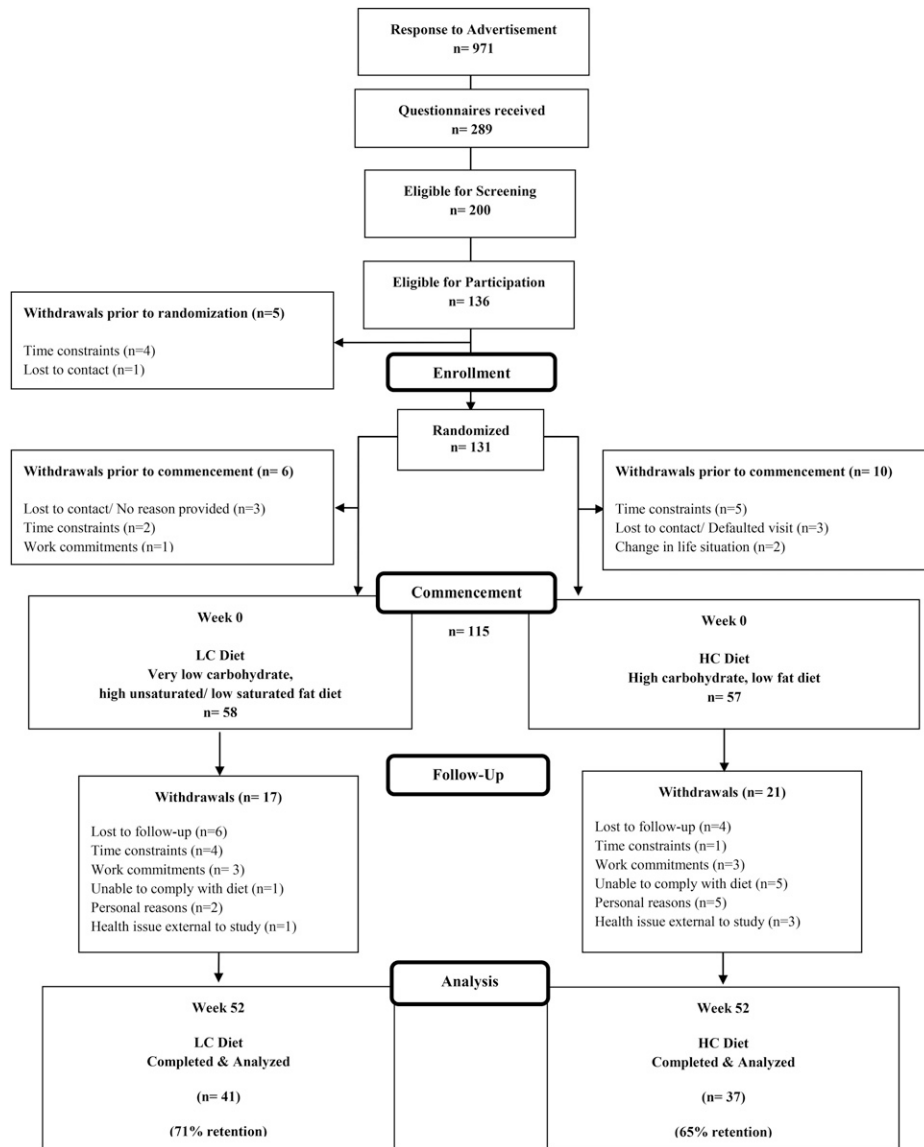 Response to Advertisement
n= 971
Questionnaires received
n= 289
Eligible for Screening
n= 200
Eligible for Participation
n= 136
Withdrawals prior to randomization (n=5)
Time constraints (n=4)
Lost to contact (n=1)
Enrollment
Randomized
n= 131
Withdrawals prior to commencement (n= 6)
Lost to contact/ No reason provided (n=3)
Time constraints (n=2)
Work commitments (n=1)
Withdrawals prior to commencement (n= 10)
Time constraints (n=5)
Lost to contact/ Defaulted visit (n=3)
Change in life situation (n=2)
Commencement
n= 115
Week 0
LC Diet
Very low carbohydrate,
high unsaturated/ low saturated fat diet
n= 58
Week 0
HC Diet
High carbohydrate, low fat diet
n= 57
Follow-Up
Withdrawals (n= 17)
Lost to follow-up (n=6)
Time constraints (n=4)
Work commitments (n= 3)
Unable to comply with diet (n=1)
Personal reasons (n=2)
Health issue external to study (n=1)
Withdrawals (n= 21)
Lost to follow-up (n=4)
Time constraints (n=1)
Work commitments (n=3)
Unable to comply with diet (n=5)
Personal reasons (n=5)
Health issue external to study (n=3)
Analysis
Week 52
LC Diet
Completed & Analyzed
(n= 41)
(71% retention)
Week 52
HC Diet
Completed & Analyzed
(n= 37)
(65% retention)